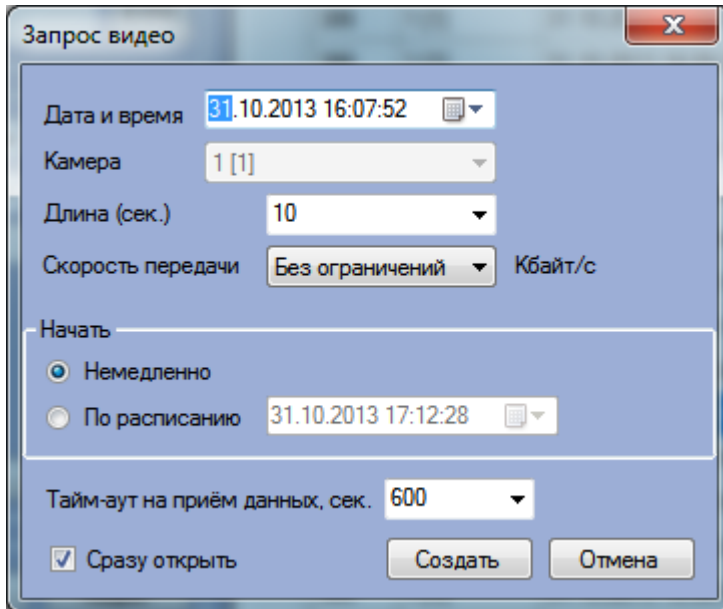 Запрос видео
Дата и время 31.10.2013 16:07:52
Камера 1 [1]
Длина (сек.) 10
Скорость передачи Без ограничений Кбайт/с
Начать
Немедленно
По расписанию 31.10.2013 17:12:28
Тайм-аут на приём данных, сек. 600
Сразу открыть Создать Отмена